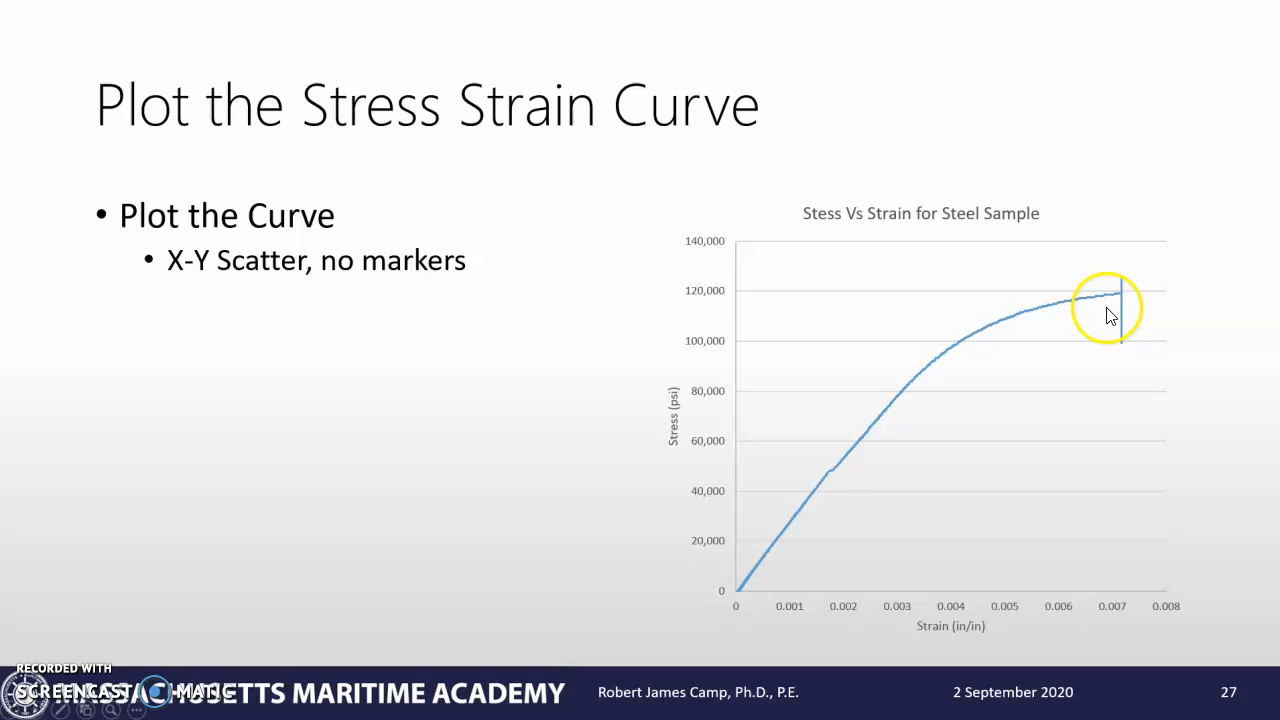 Plot the Stress Strain Curve
• Plot the Curve
• X-Y Scatter, no markers
Stess Vs Strain for Steel Sample
140,000
120,000
100,000
80,000
60,000
40,000
20,000
0
Stress (psi)
0 0.001 0.002 0.003 0.004 0.005 0.006 0.007 0.008
Strain (in/in)
RECORDED WITH
SCREENCAST MATIC
MASSACHUSETTS MARITIME ACADEMY
Robert James Camp, Ph.D., P.E.
2 September 2020
27